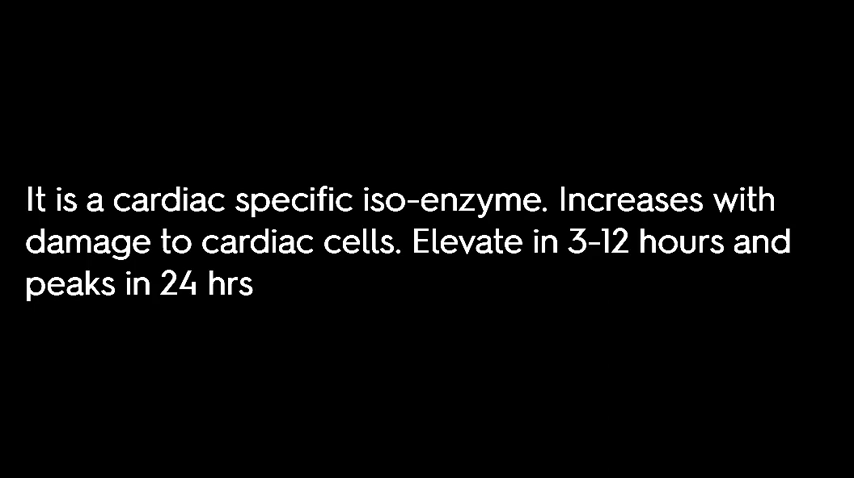 It is a cardiac specific iso-enzyme. Increases with
damage to cardiac cells. Elevate in 3-12 hours and
peaks in 24 hrs